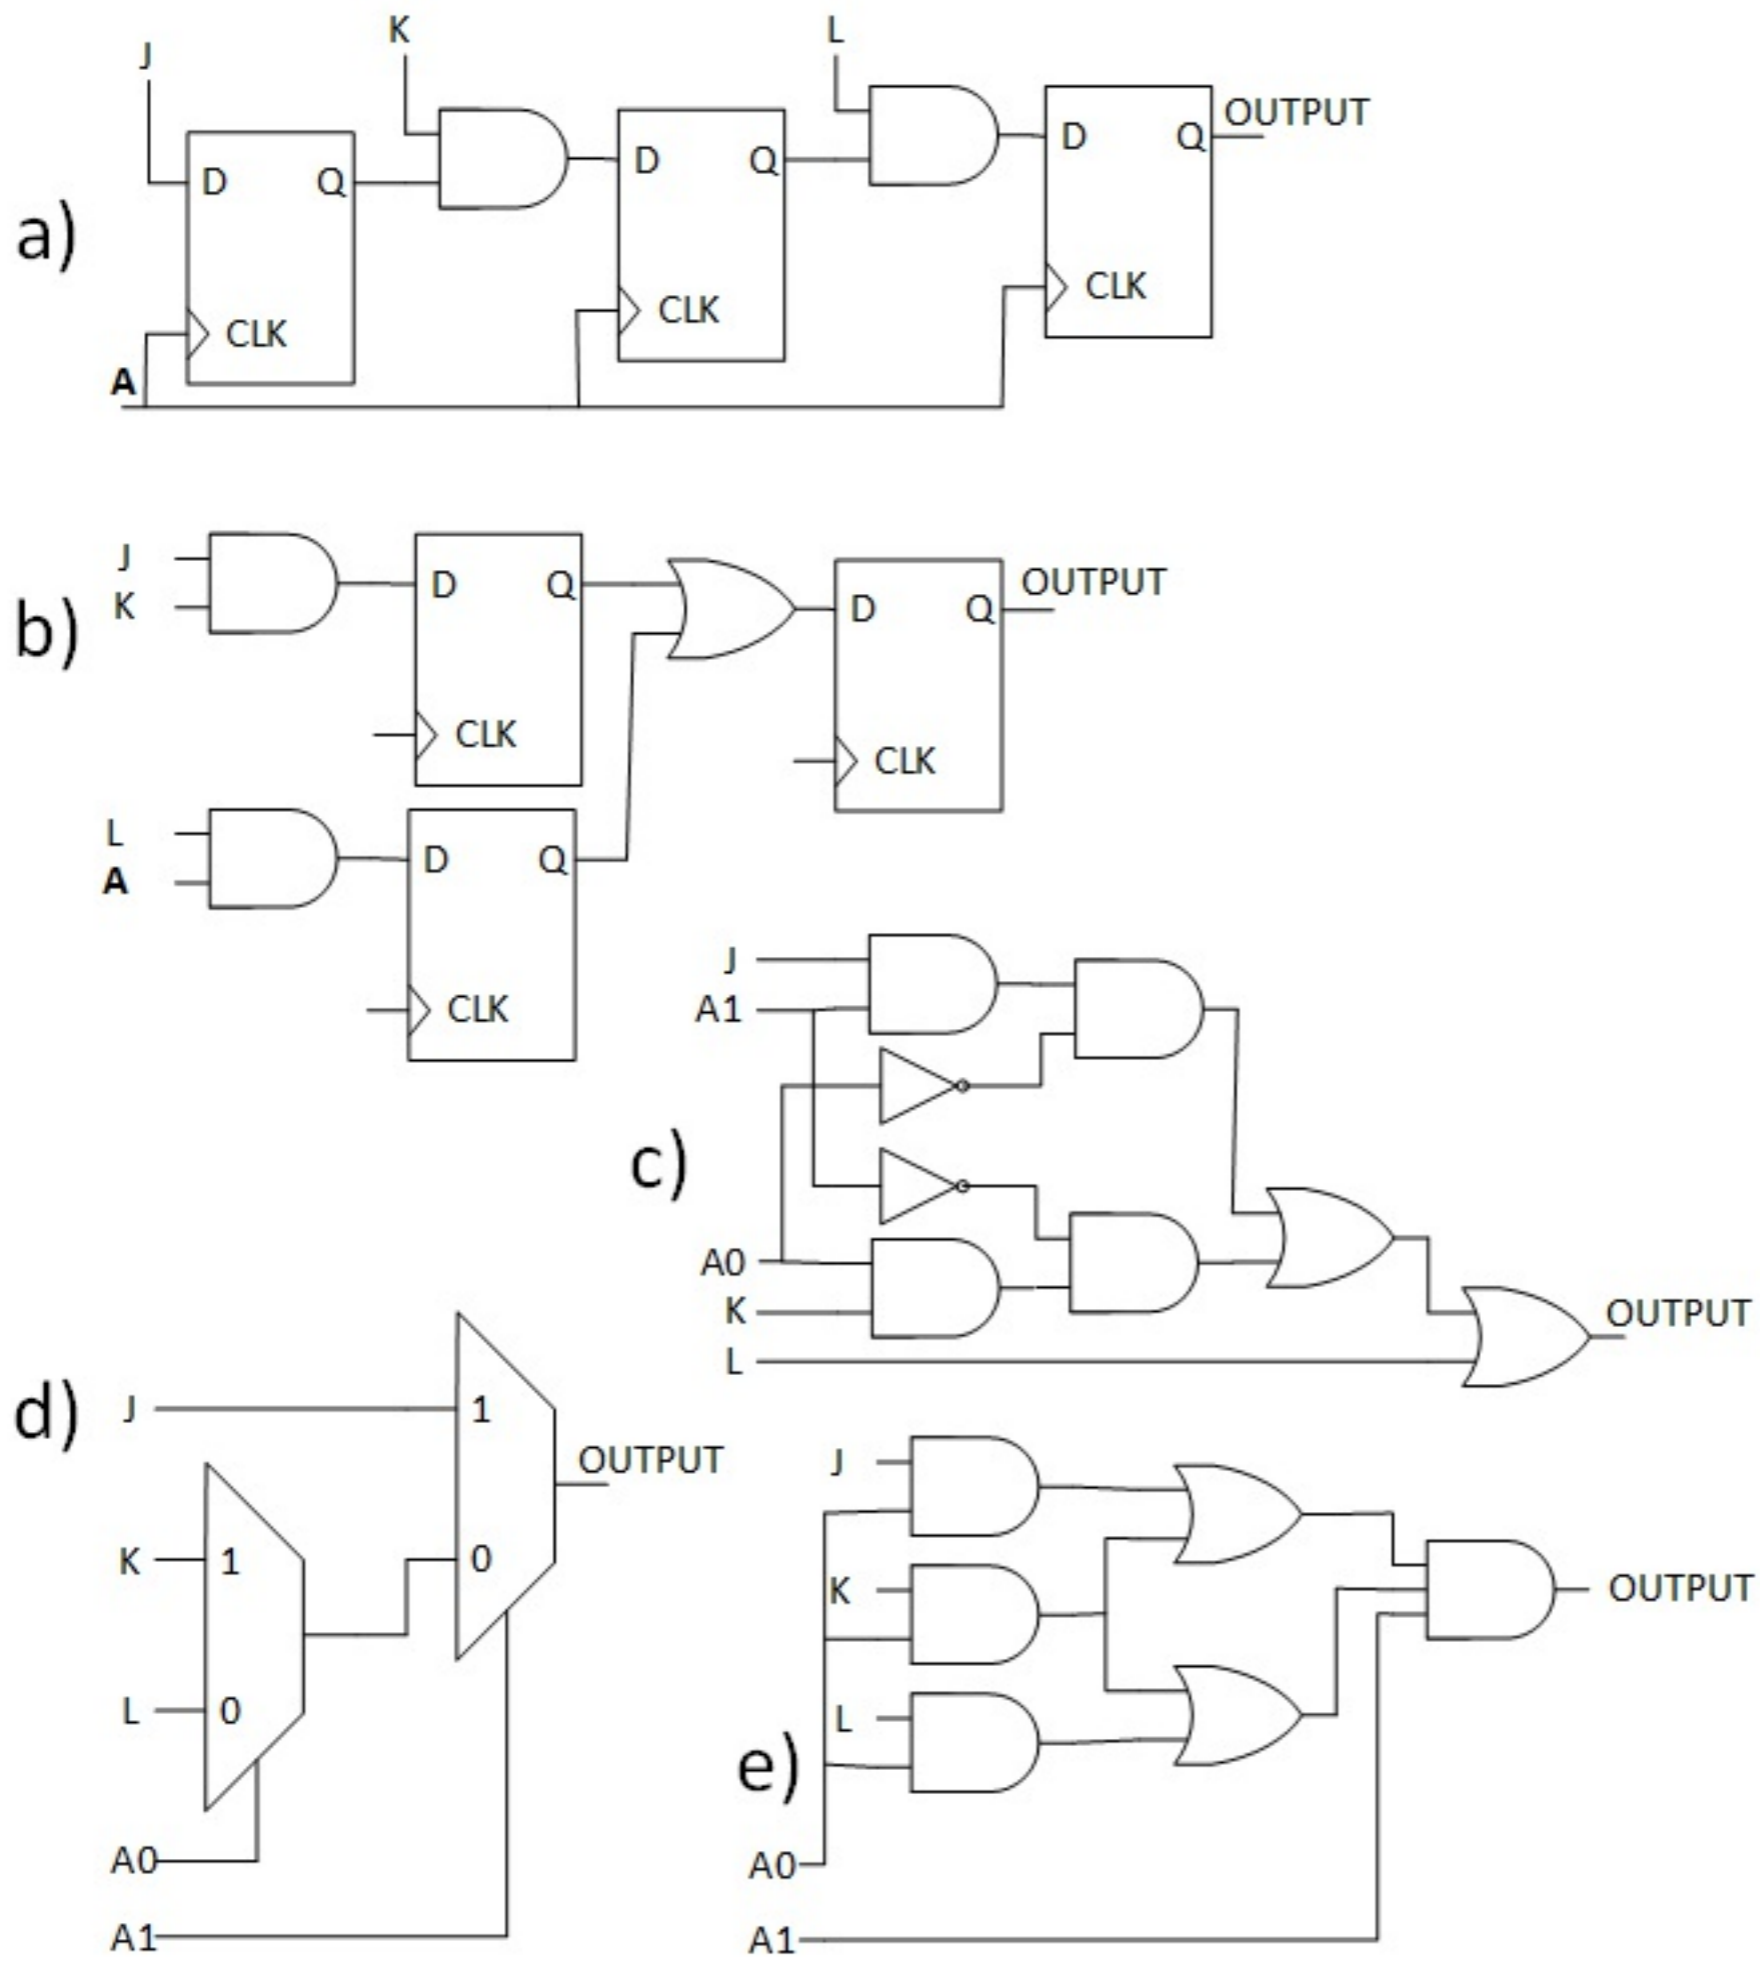 J
K
L
D Q
CLK
D Q
CLK
D Q
CLK
OUTPUT
a)
A
b)
J
K
D Q
CLK
L
A
D Q
CLK
D Q
CLK
OUTPUT
c)
J
A1
A0
K
L
OUTPUT
d)
J
1
0
OUTPUT
K
1
L
0
A0
A1
e)
J
K
L
A0
A1
OUTPUT